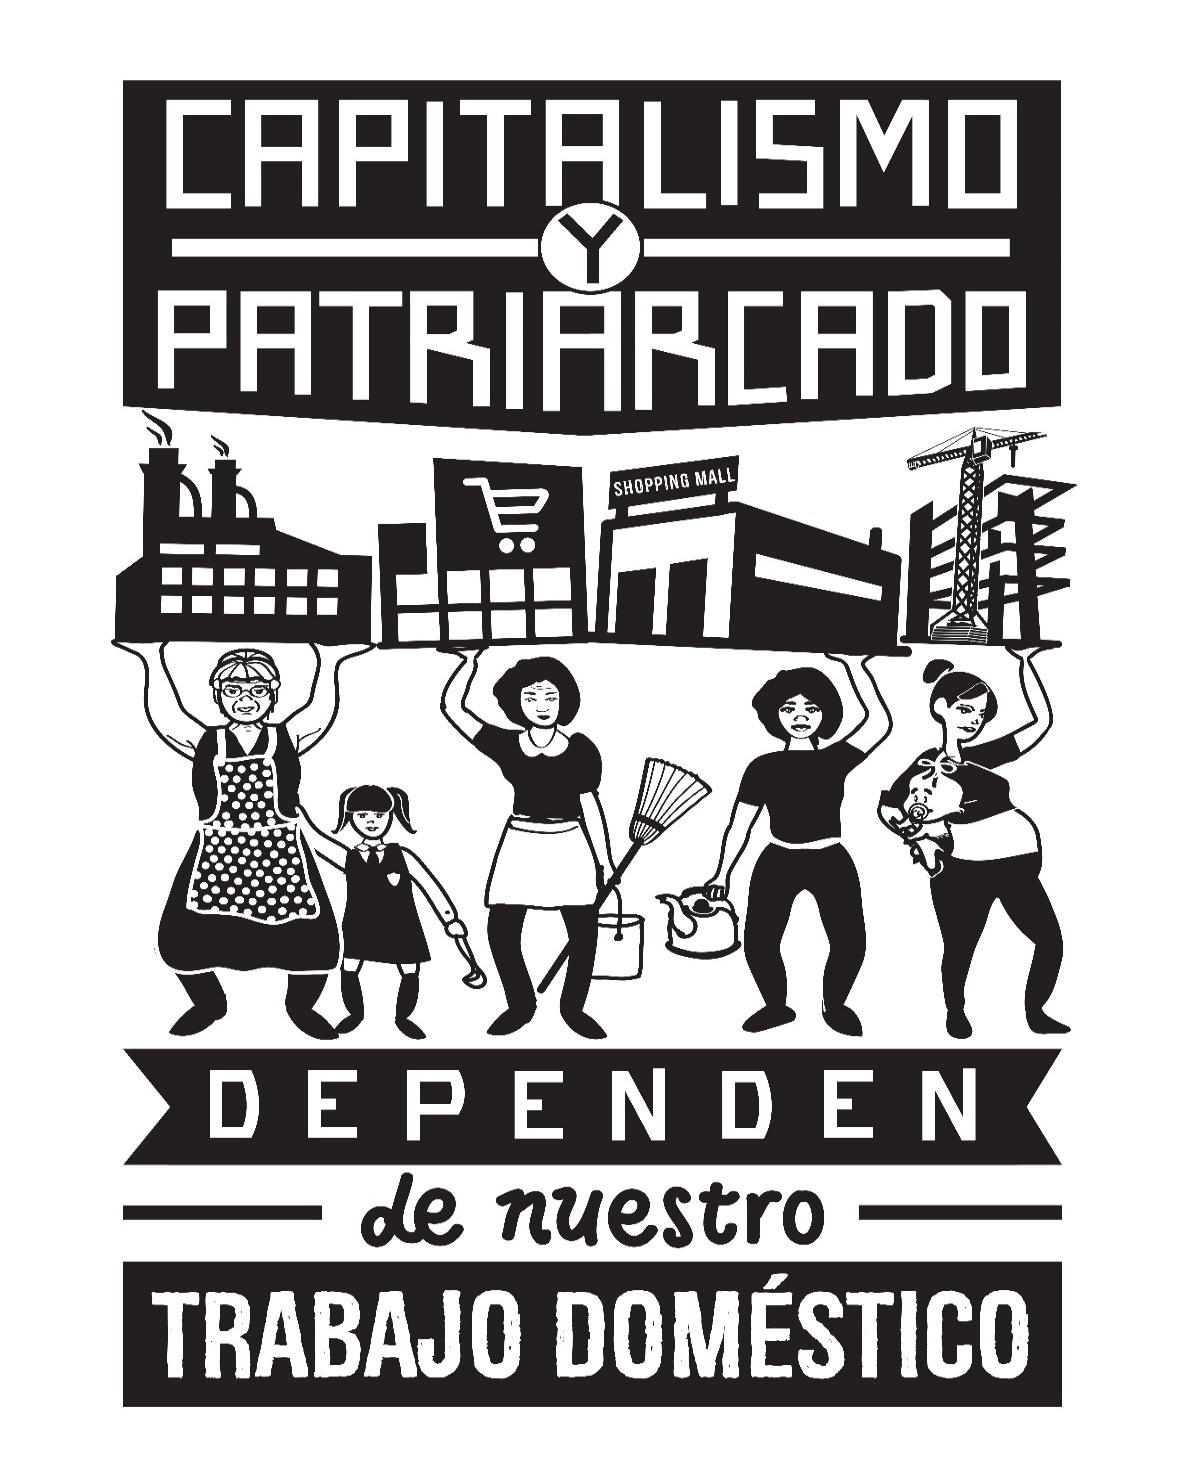 CAPITALISMO
Y
PATRIARCADO
SHOPPING MALL
DEPENDEN
de nuestro
TRABAJO DOMÉSTICO